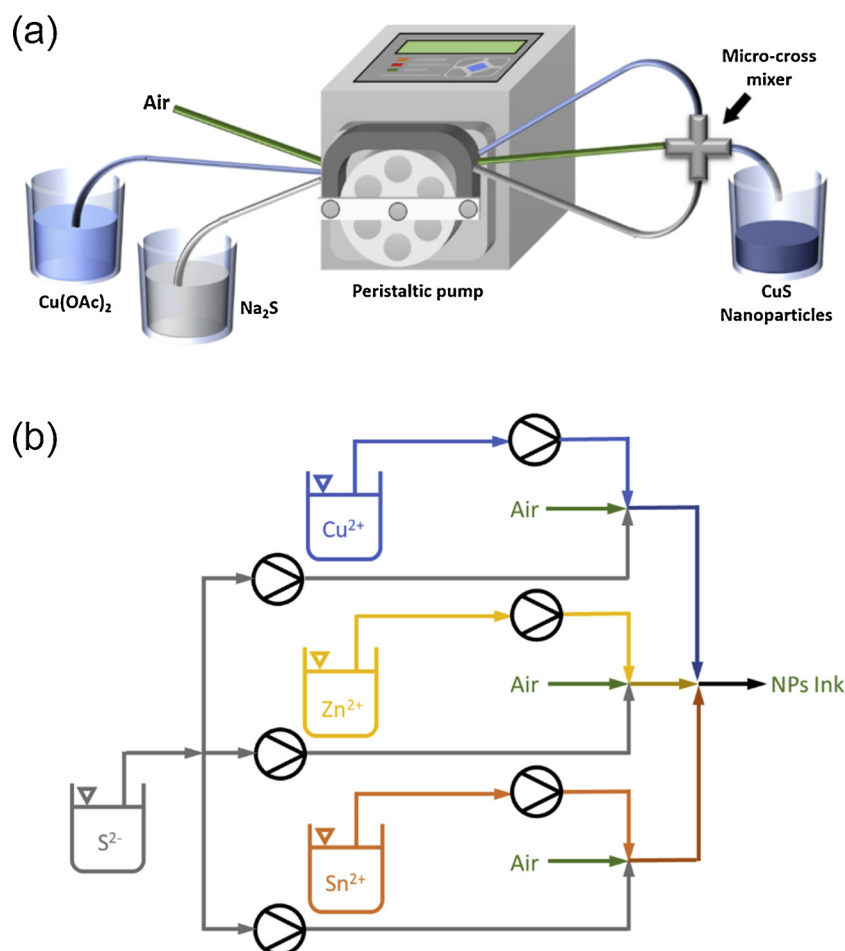 (a)
Micro-cross
mixer
Air
Cu(OAc)₂
Na₂S
Peristaltic pump
CuS
Nanoparticles
(b)
Cu²⁺
Air
Zn²⁺
Air
NPs Ink
S²⁻
Sn²⁺
Air